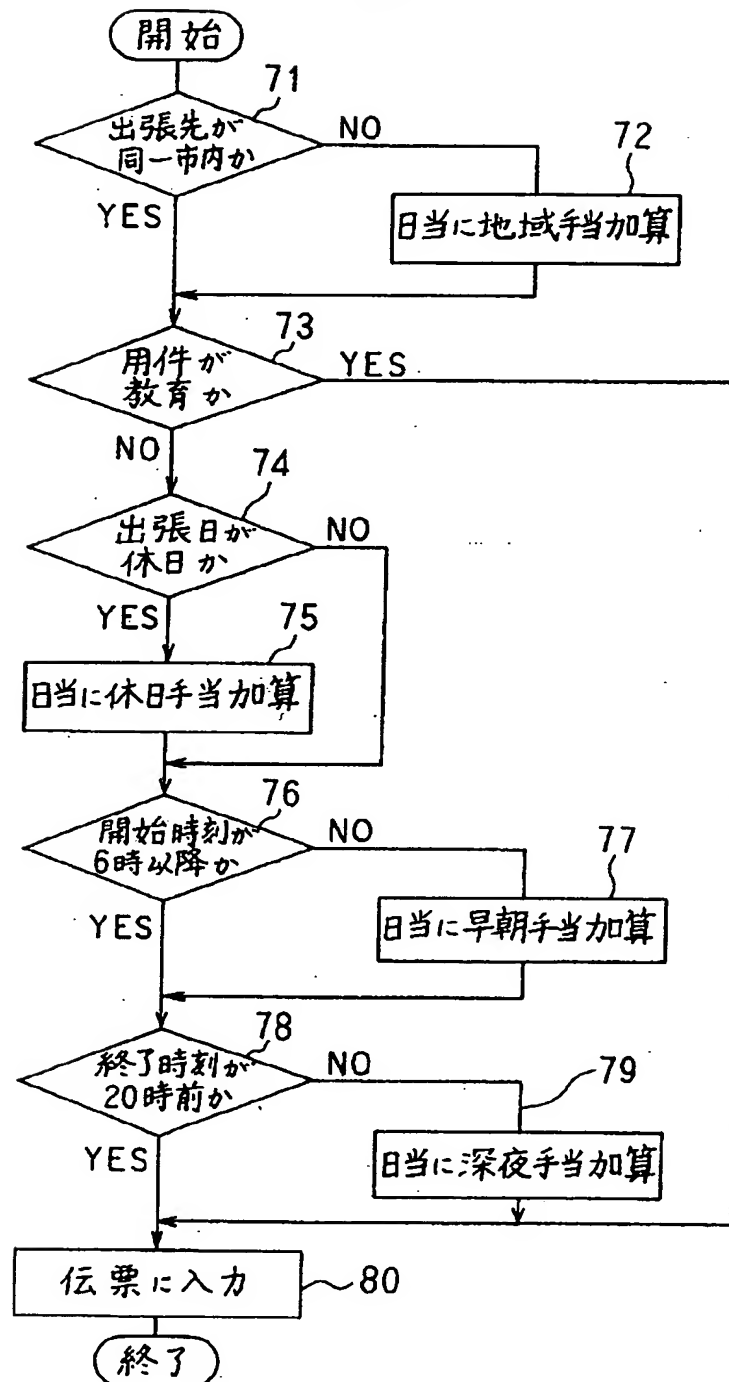 開始
71
出張先が
同一市内か
NO
72
日当に地域手当加算
YES
73
用件が
教育か
YES
NO
74
出張日が
休日か
NO
YES
75
日当に休日手当加算
76
開始時刻が
6時以降か
NO
77
日当に早朝手当加算
YES
78
終了時刻が
20時前か
NO
79
日当に深夜手当加算
YES
伝票に入力
80
終了